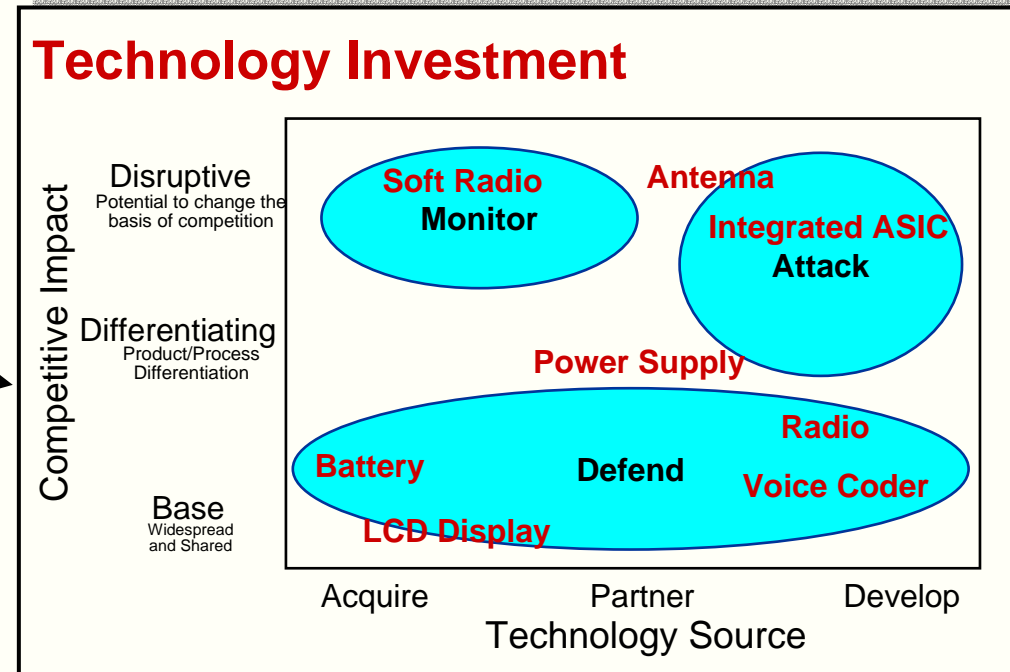 Technology Investment
Competitive Impact
Disruptive
Potential to change the
basis of competition
Differentiating
Product/Process
Differentiation
Base
Widespread
and Shared
Soft Radio
Monitor
Antenna
Integrated ASIC
Attack
Power Supply
Radio
Battery
Defend
Voice Coder
LCD Display
Acquire
Partner
Develop
Technology Source